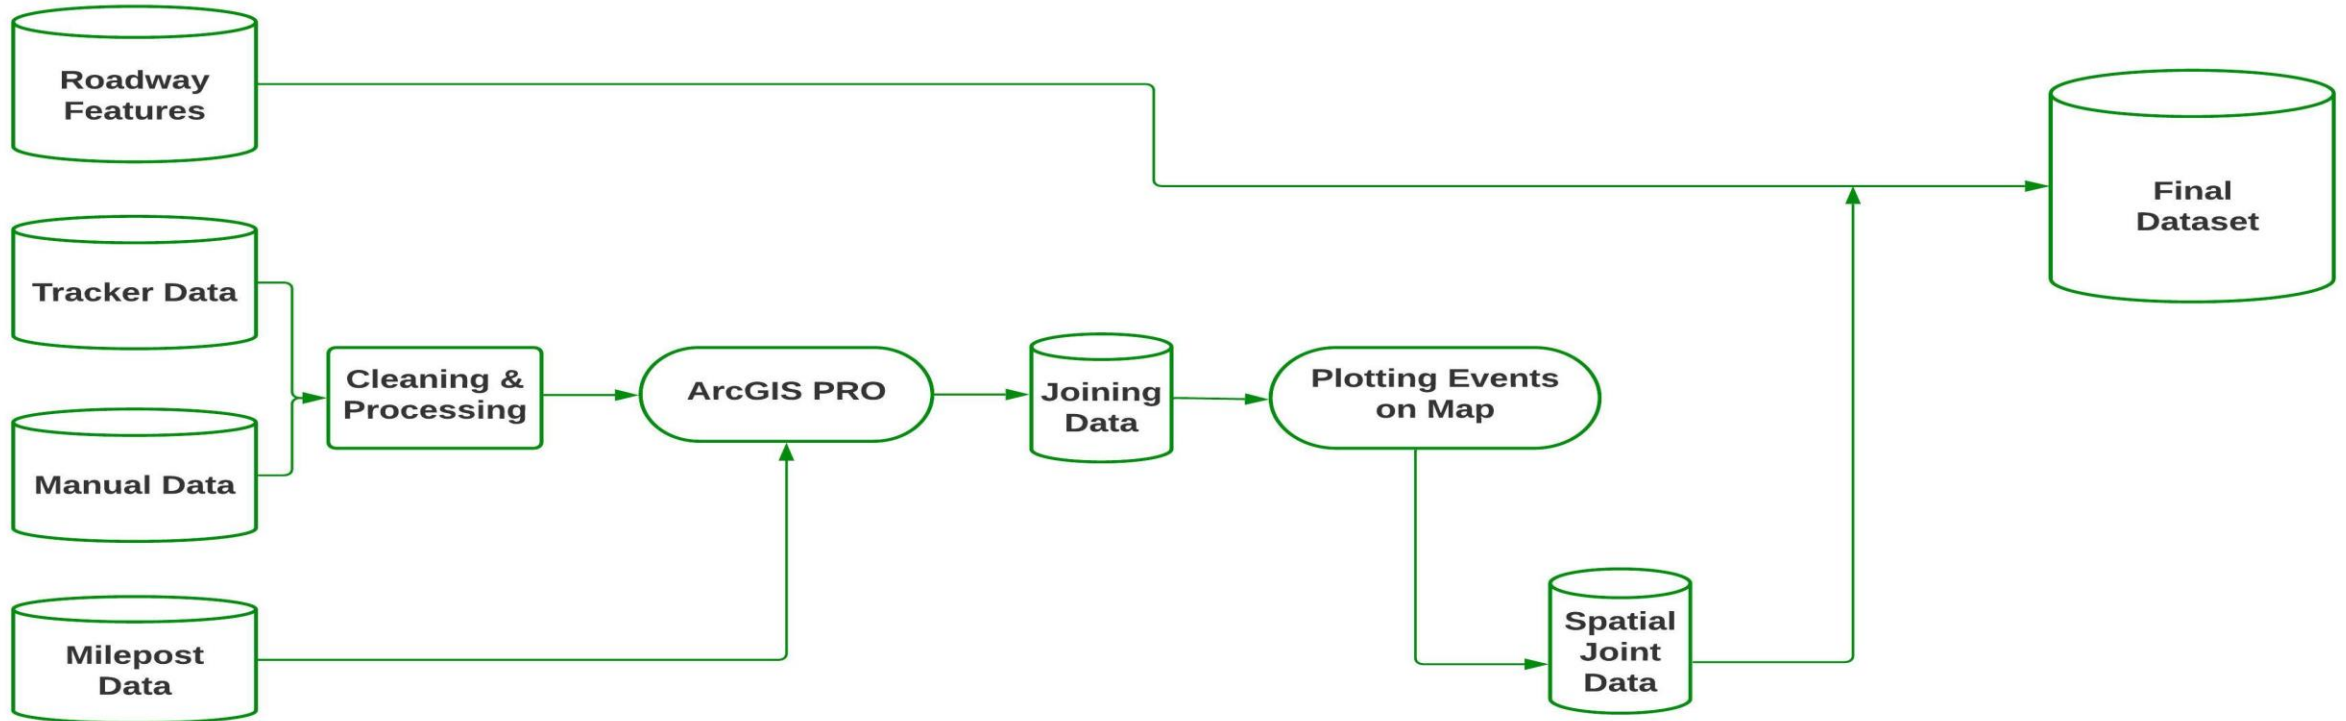 Roadway
Features
Final
Dataset
Tracker Data
Cleaning &
Processing
ArcGIS PRO
Joining
Data
Plotting Events
on Map
Manual Data
Milepost
Data
Spatial
Joint
Data